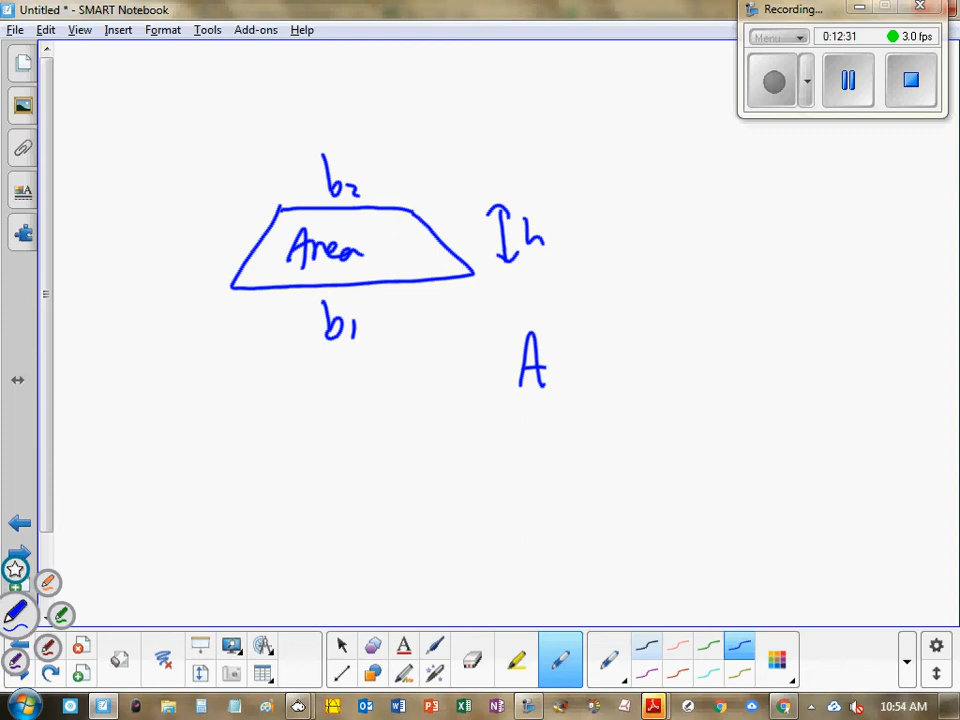 Untitled * - SMART Notebook
Recording...
File Edit View Insert Format Tools Add-ons Help
Menu 0:12:31 3.0 fps
b2
Area
h
b1
A
10:54 AM